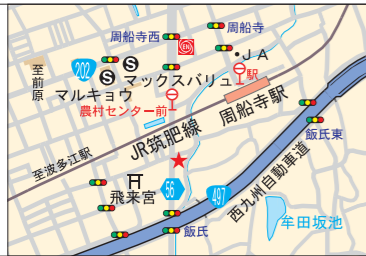 周船寺西
周船寺
EN
・JA
202
S
S
マックスバリュ
駅
至前原
マルキョウ
農村センター前
周船寺駅
JR筑肥線
飯氏東
至波多江駅
飛来宮
56
497
西九州自動車道
飯氏
牟田坂池